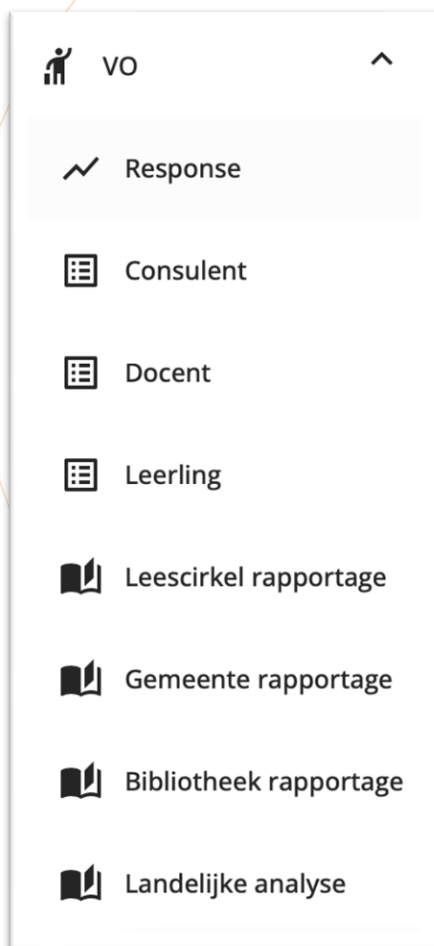 VO
Response
Consulent
Docent
Leerling
Leescirkel rapportage
Gemeente rapportage
Bibliotheek rapportage
Landelijke analyse